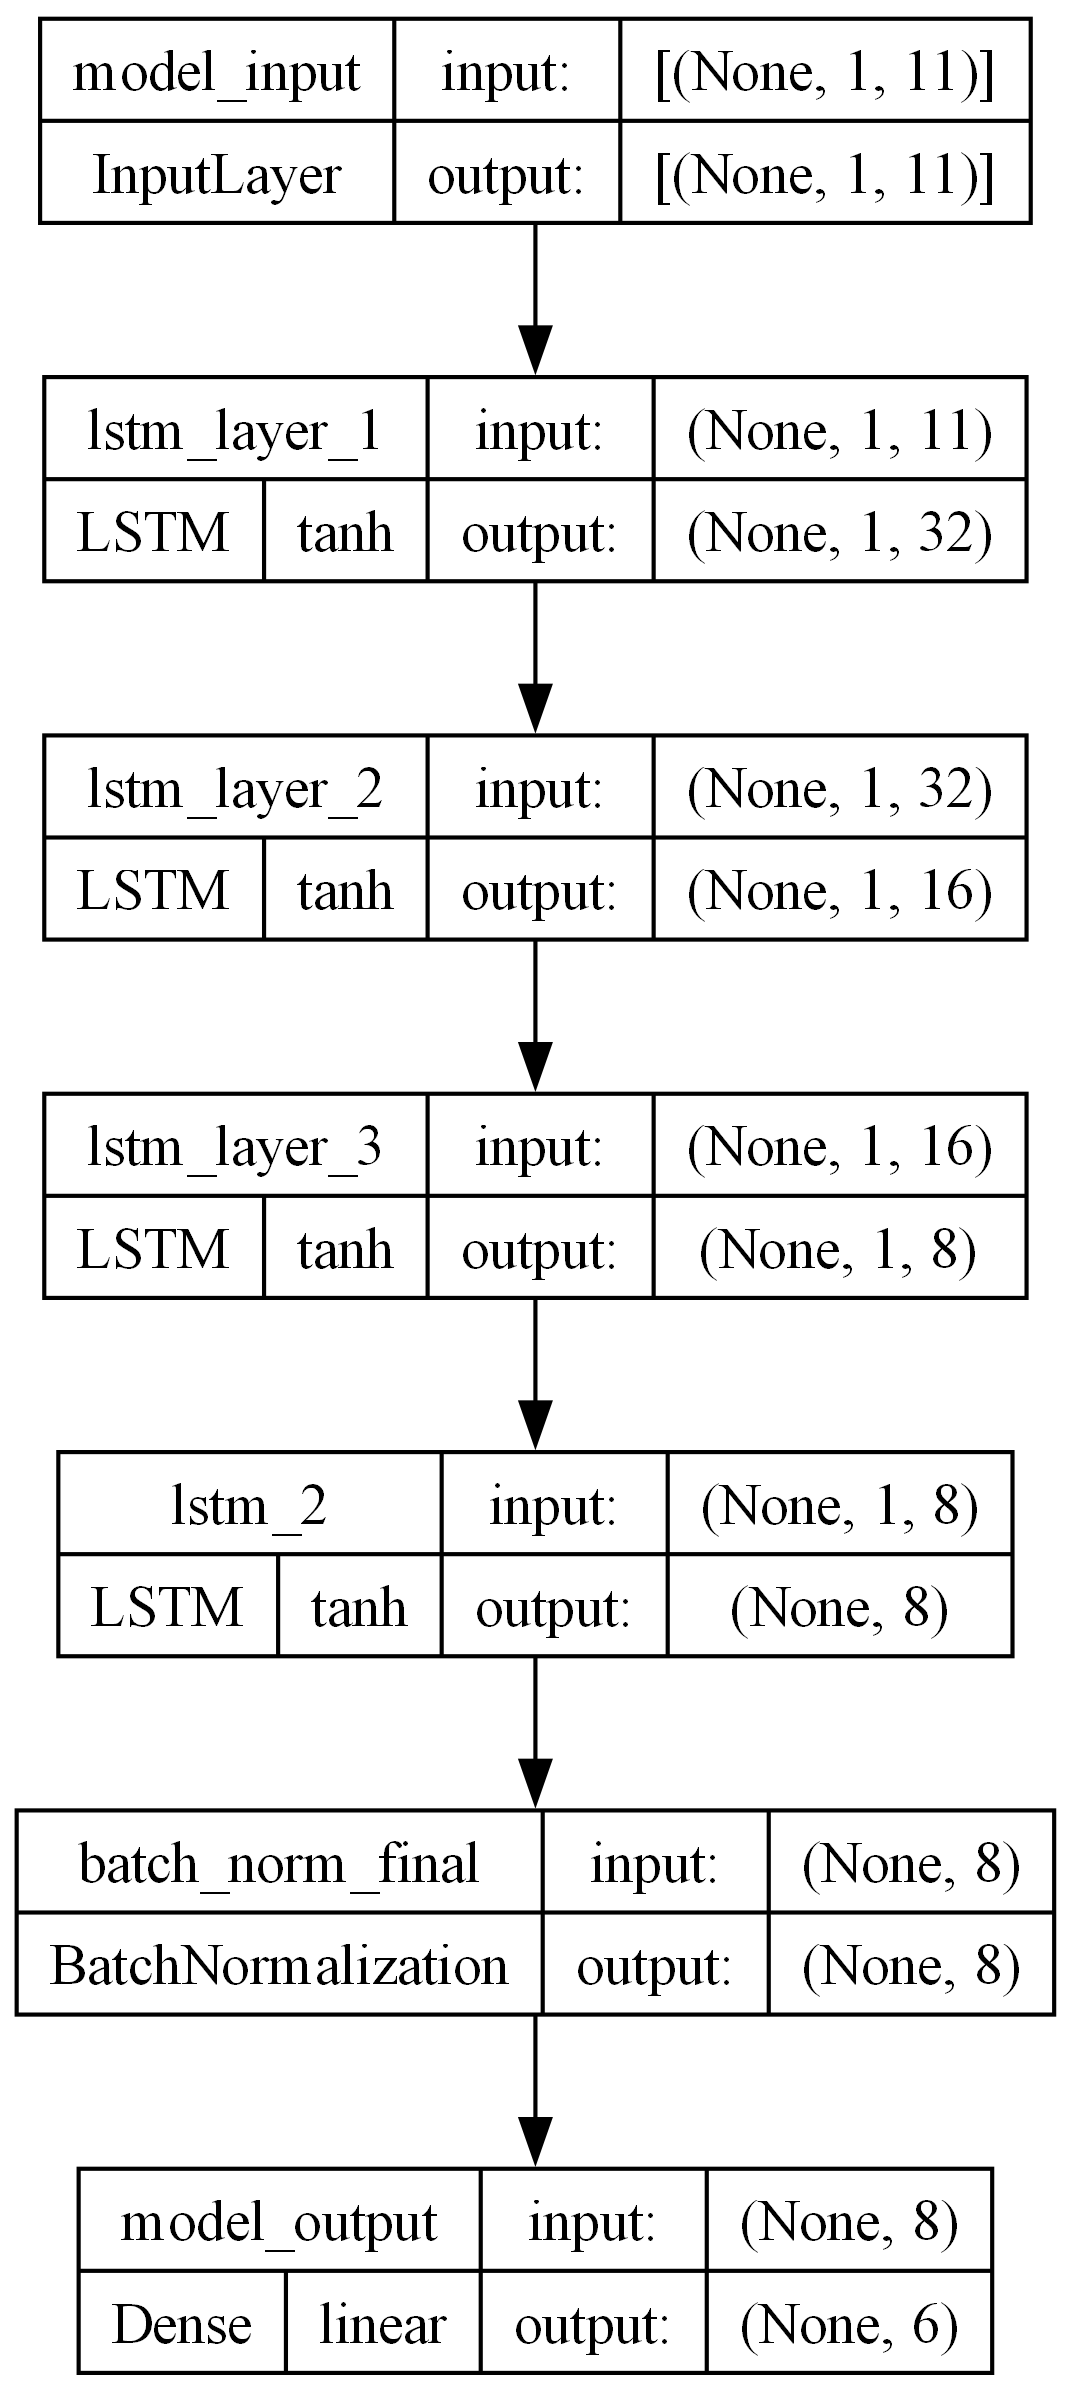 model_input input: [(None, 1, 11)]
InputLayer output: [(None, 1, 11)]
lstm_layer_1 input: (None, 1, 11)
LSTM tanh output: (None, 1, 32)
lstm_layer_2 input: (None, 1, 32)
LSTM tanh output: (None, 1, 16)
lstm_layer_3 input: (None, 1, 16)
LSTM tanh output: (None, 1, 8)
lstm_2 input: (None, 1, 8)
LSTM tanh output: (None, 8)
batch_norm_final input: (None, 8)
BatchNormalization output: (None, 8)
model_output input: (None, 8)
Dense linear output: (None, 6)